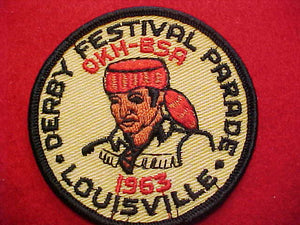 DERBY FESTIVAL PARADE
OKH-BSA
1963
· LOUISVILLE ·